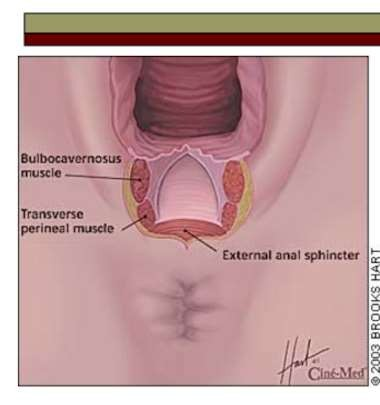 Bulbocavernosus
muscle
Transverse
perineal muscle
External anal sphincter
Hart
Ciné-Med
© 2003 BROOKS HART